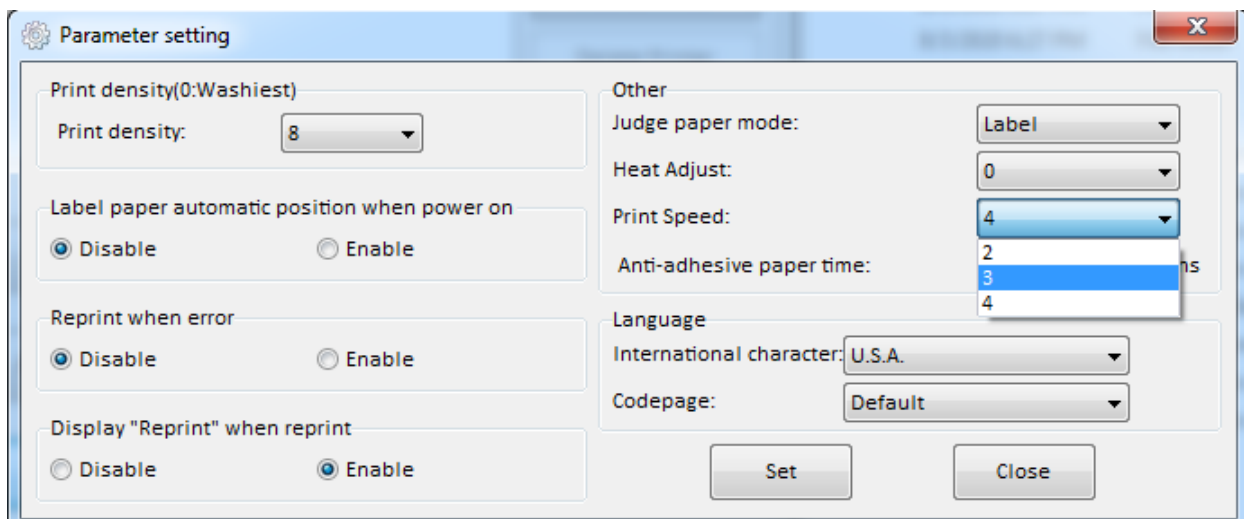 Parameter setting
Print density(0:Washiest)
Print density: 8
Label paper automatic position when power on
Disable Enable
Reprint when error
Disable Enable
Display "Reprint" when reprint
Disable Enable
Other
Judge paper mode: Label
Heat Adjust: 0
Print Speed: 4
2
3
4
Anti-adhesive paper time:
Language
International character: U.S.A.
Codepage: Default
Set Close